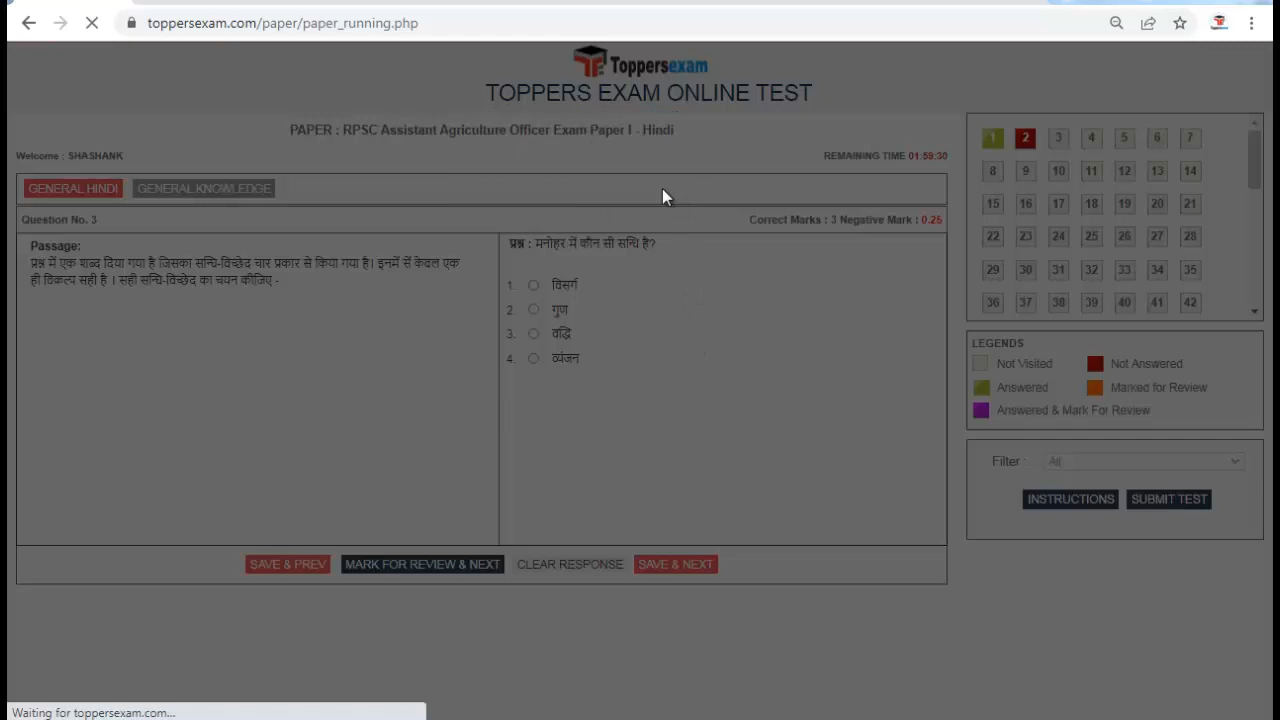 toppersexam.com/paper/paper_running.php
Toppersexam
TOPPERS EXAM ONLINE TEST
PAPER : RPSC Assistant Agriculture Officer Exam Paper I - Hindi
Welcome : SHASHANK
REMAINING TIME 01:59:30
GENERAL HINDI GENERAL KNOWLEDGE
Question No. 3
Correct Marks : 3 Negative Mark : 0.25
Passage:
प्रश्न में एक शब्द दिया गया है जिसका सन्धि-विच्छेद चार प्रकार से किया गया है। इनमें सें केवल एक
ही विकल्प सही है । सही सन्धि-विच्छेद का चयन कीजिए -
प्रश्न : मनोहर में कौन सी सन्धि है?
1. विसर्ग
2. गुण
3. वद्धि
4. व्यंजन
SAVE & PREV MARK FOR REVIEW & NEXT CLEAR RESPONSE SAVE & NEXT
1 2 3 4 5 6 7
8 9 10 11 12 13 14
15 16 17 18 19 20 21
22 23 24 25 26 27 28
29 30 31 32 33 34 35
36 37 38 39 40 41 42
LEGENDS
Not Visited Not Answered
Answered Marked for Review
Answered & Mark For Review
Filter : All
INSTRUCTIONS SUBMIT TEST
Waiting for toppersexam.com...